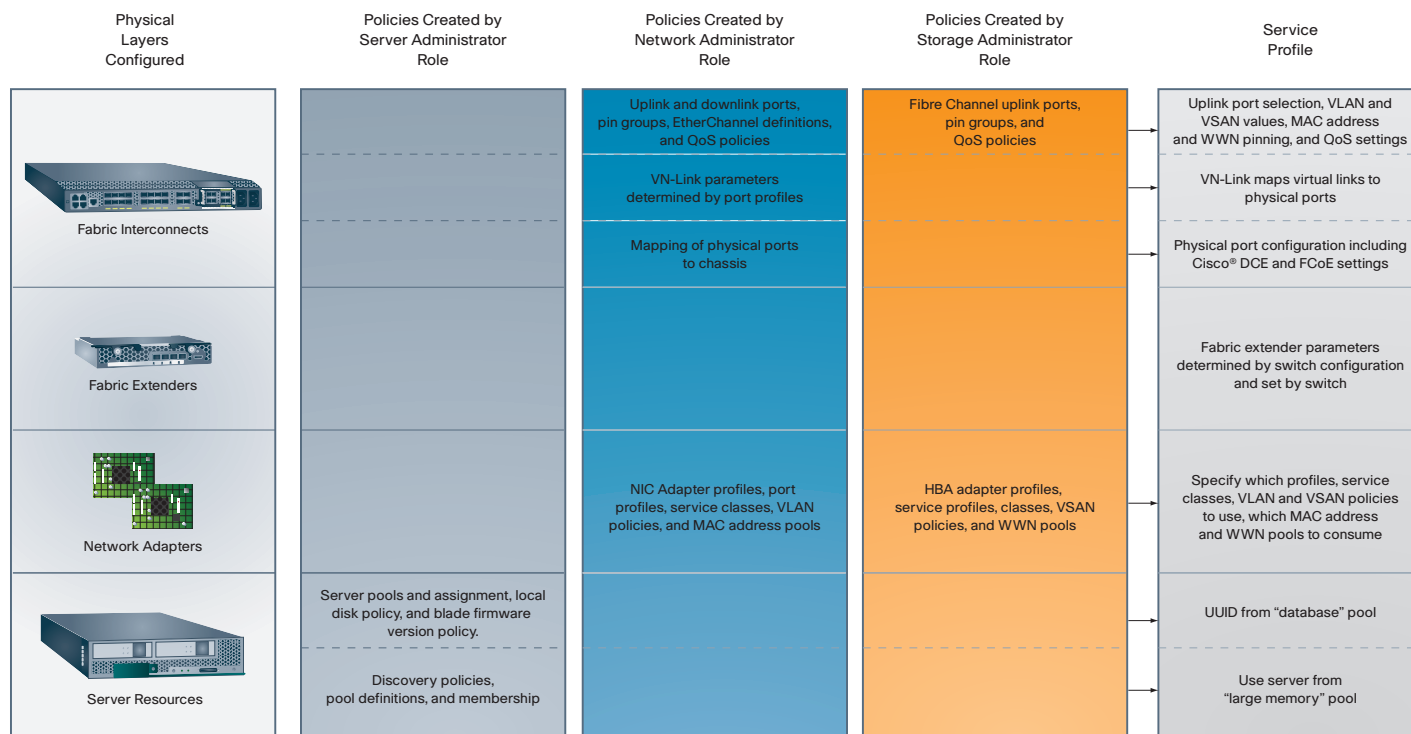 Physical
Layers
Configured
Policies Created by
Server Administrator
Role
Policies Created by
Network Administrator
Role
Policies Created by
Storage Administrator
Role
Service
Profile
Fabric Interconnects
Uplink and downlink ports,
pin groups, EtherChannel definitions,
and QoS policies
Fibre Channel uplink ports,
pin groups, and
QoS policies
Uplink port selection, VLAN and
VSAN values, MAC address
and WWN pinning, and QoS settings
VN-Link parameters
determined by port profiles
VN-Link maps virtual links to
physical ports
Mapping of physical ports
to chassis
Physical port configuration including
Cisco® DCE and FCoE settings
Fabric Extenders
Fabric extender parameters
determined by switch configuration
and set by switch
Network Adapters
NIC Adapter profiles, port
profiles, service classes, VLAN
policies, and MAC address pools
HBA adapter profiles,
service profiles, classes, VSAN
policies, and WWN pools
Specify which profiles, service
classes, VLAN and VSAN policies
to use, which MAC address
and WWN pools to consume
Server Resources
Server pools and assignment, local
disk policy, and blade firmware
version policy.
UUID from “database” pool
Discovery policies,
pool definitions, and membership
Use server from
“large memory” pool